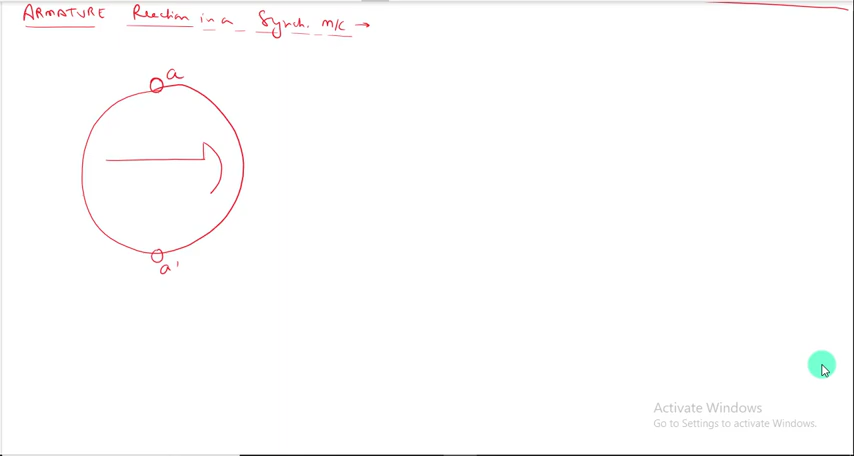 ARMATURE Reaction in a Synch. m/c →
a
a'
Activate Windows
Go to Settings to activate Windows.